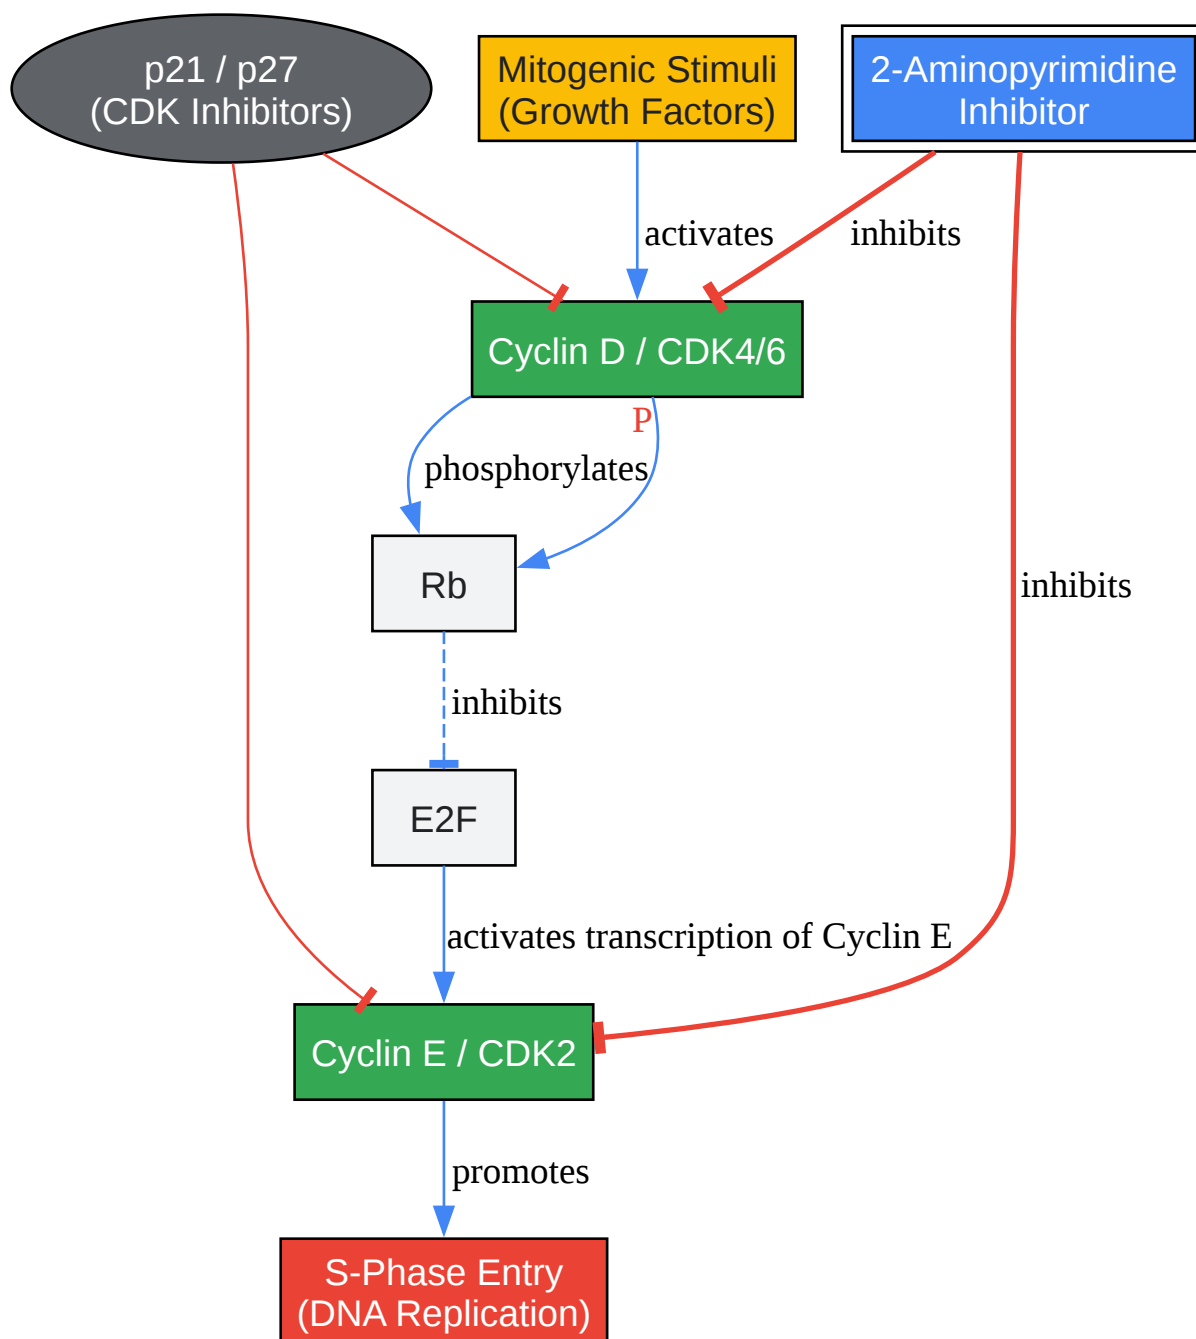 p21 / p27
(CDK Inhibitors)
Mitogenic Stimuli
(Growth Factors)
2-Aminopyrimidine
Inhibitor
activates
inhibits
Cyclin D / CDK4/6
P
phosphorylates
Rb
inhibits
inhibits
E2F
activates transcription of Cyclin E
Cyclin E / CDK2
promotes
S-Phase Entry
(DNA Replication)